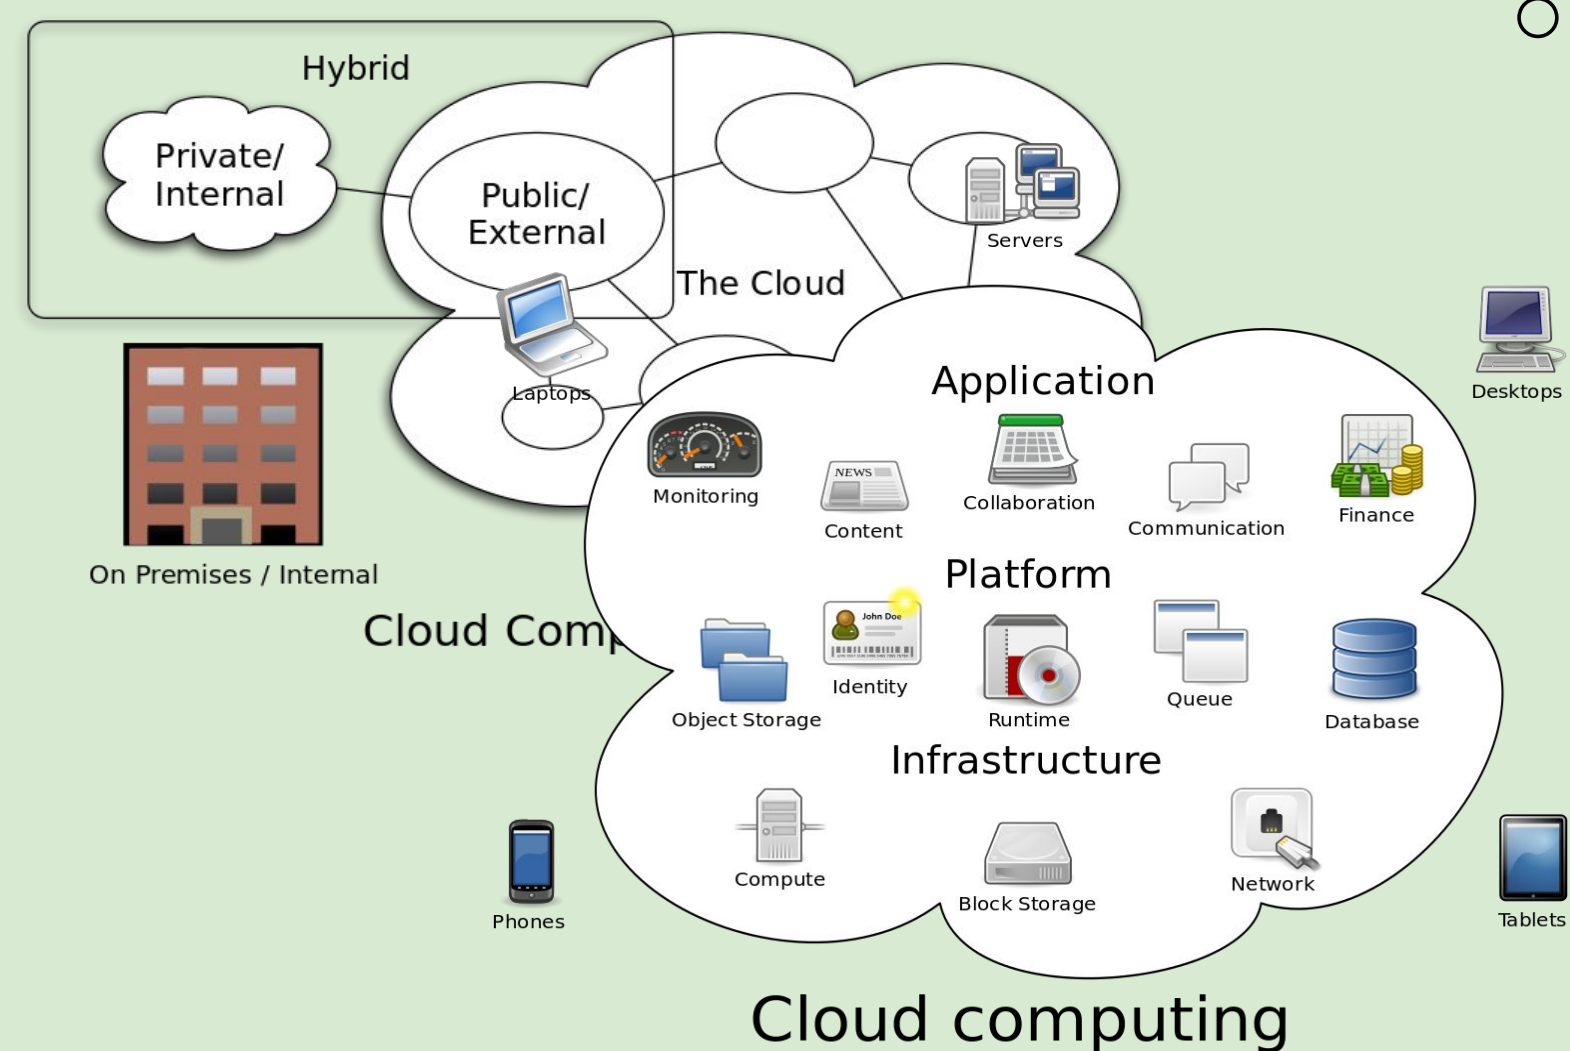 Hybrid
Private/
Internal
Public/
External
The Cloud
Servers
Laptops
On Premises / Internal
Cloud Comp
Desktops
Application
Monitoring
NEWS
Content
Collaboration
Communication
Finance
Platform
Object Storage
John Doe
Identity
Runtime
Queue
Database
Infrastructure
Compute
Block Storage
Network
Phones
Tablets
Cloud computing